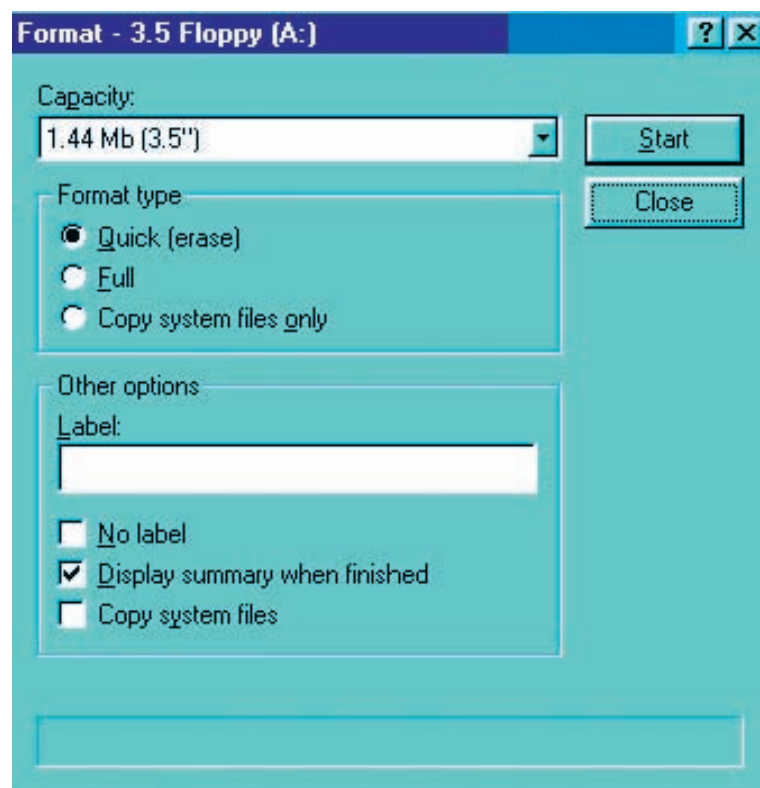 Format - 3.5 Floppy (A:)
Capacity:
1.44 Mb (3.5")
Start
Close
Format type
Quick (erase)
Full
Copy system files only
Other options
Label:
No label
Display summary when finished
Copy system files